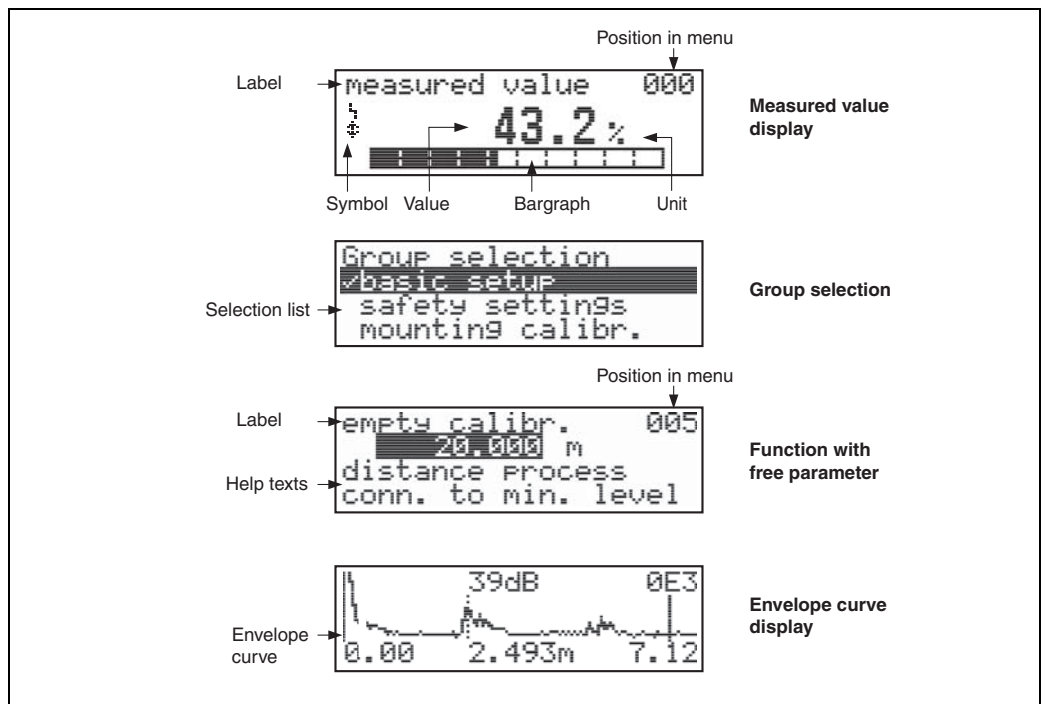 Position in menu
Label
measured value 000
Measured value
display
43.2 %
Symbol Value Bargraph Unit
Group selection
✓basic setup
Group selection
Selection list
safety settings
mounting calibr.
Position in menu
Label
empty calibr. 005
20.000 m
Function with
free parameter
Help texts
distance process
conn. to min. level
39dB 0E3
Envelope curve
display
Envelope
curve
0.00 2.493m 7.12